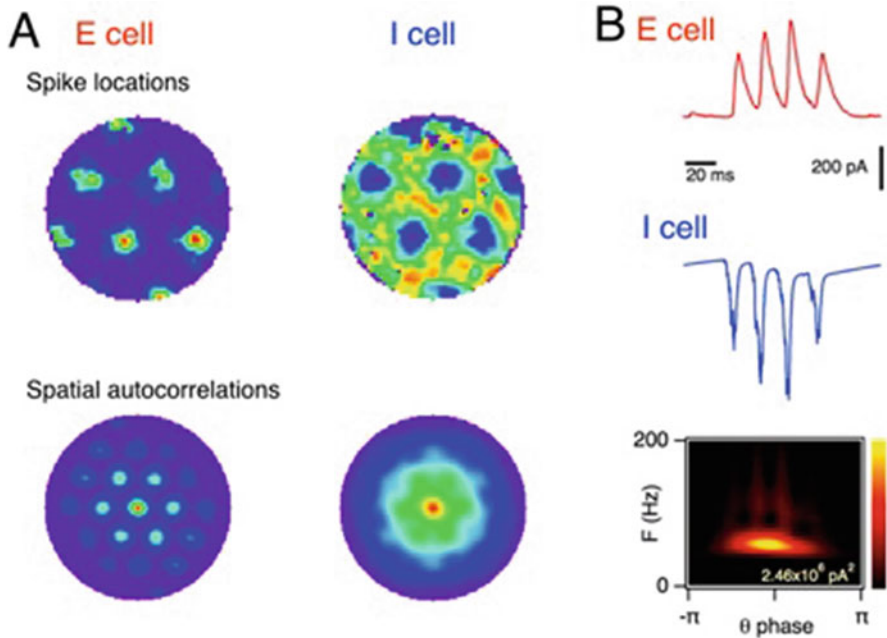 A
E cell
I cell
Spike locations
Spatial autocorrelations
B
E cell
20 ms
200 pA
I cell
200
F (Hz)
0
2.46x10⁶ pA²
-π
π
θ phase